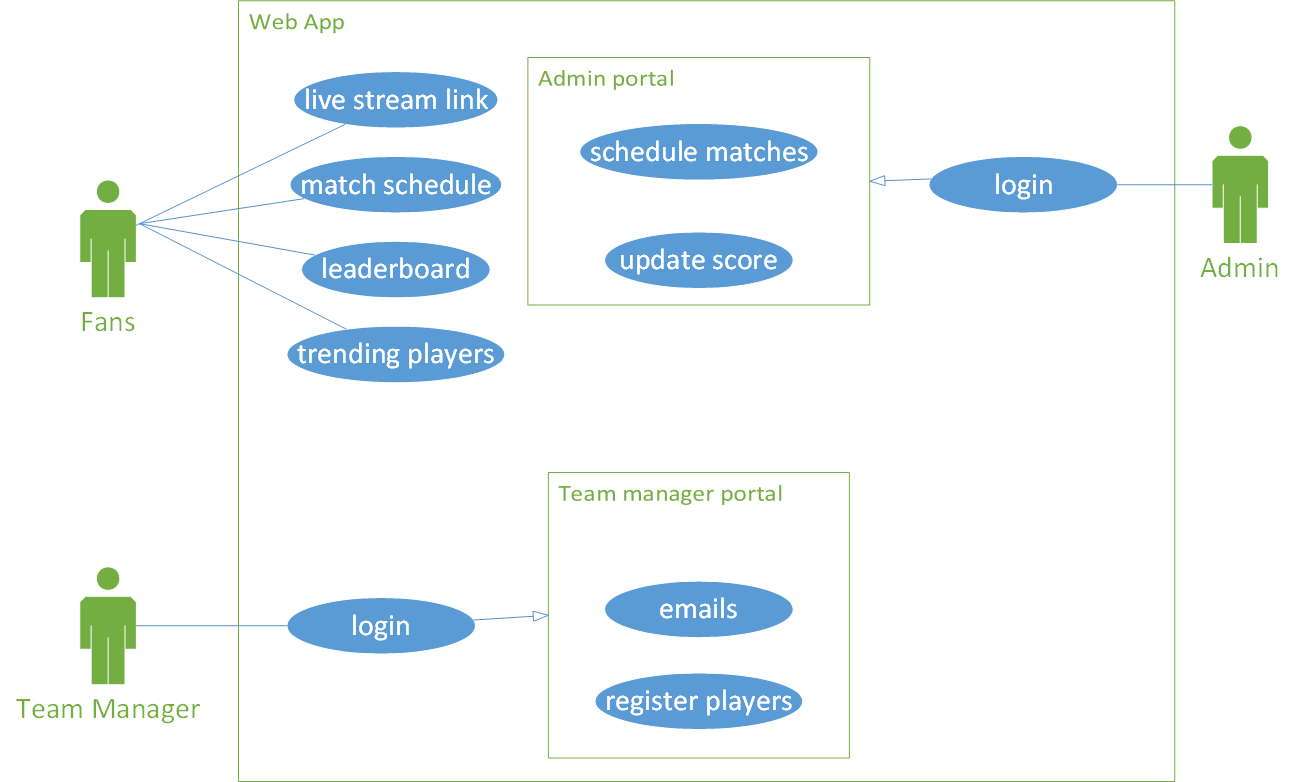 Web App
live stream link
match schedule
leaderboard
trending players
Fans
Admin portal
schedule matches
update score
login
Admin
Team Manager
login
Team manager portal
emails
register players